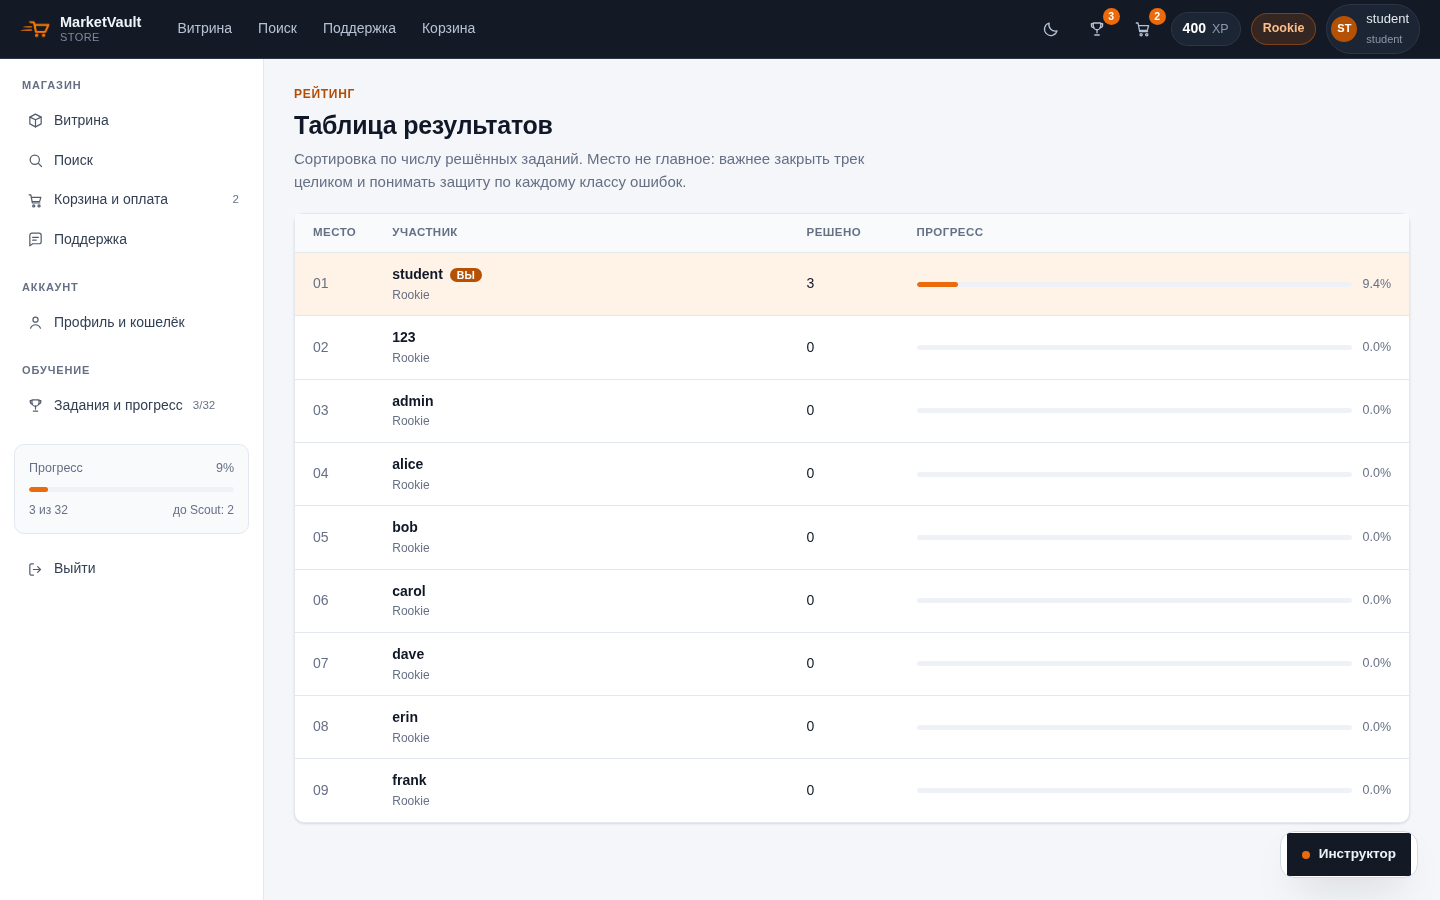 MarketVault
STORE
Витрина
Поиск
Поддержка
Корзина
3
2
400 XP
Rookie
ST
student
student
МАГАЗИН
Витрина
Поиск
Корзина и оплата 2
Поддержка
АККАУНТ
Профиль и кошелёк
ОБУЧЕНИЕ
Задания и прогресс 3/32
Прогресс 9%
3 из 32 до Scout: 2
Выйти
РЕЙТИНГ
Таблица результатов
Сортировка по числу решённых заданий. Место не главное: важнее закрыть трек
целиком и понимать защиту по каждому классу ошибок.
МЕСТО УЧАСТНИК РЕШЕНО ПРОГРЕСС
01 student ВЫ 3 9.4%
Rookie
02 123 0 0.0%
Rookie
03 admin 0 0.0%
Rookie
04 alice 0 0.0%
Rookie
05 bob 0 0.0%
Rookie
06 carol 0 0.0%
Rookie
07 dave 0 0.0%
Rookie
08 erin 0 0.0%
Rookie
09 frank 0 0.0%
Rookie
Инструктор